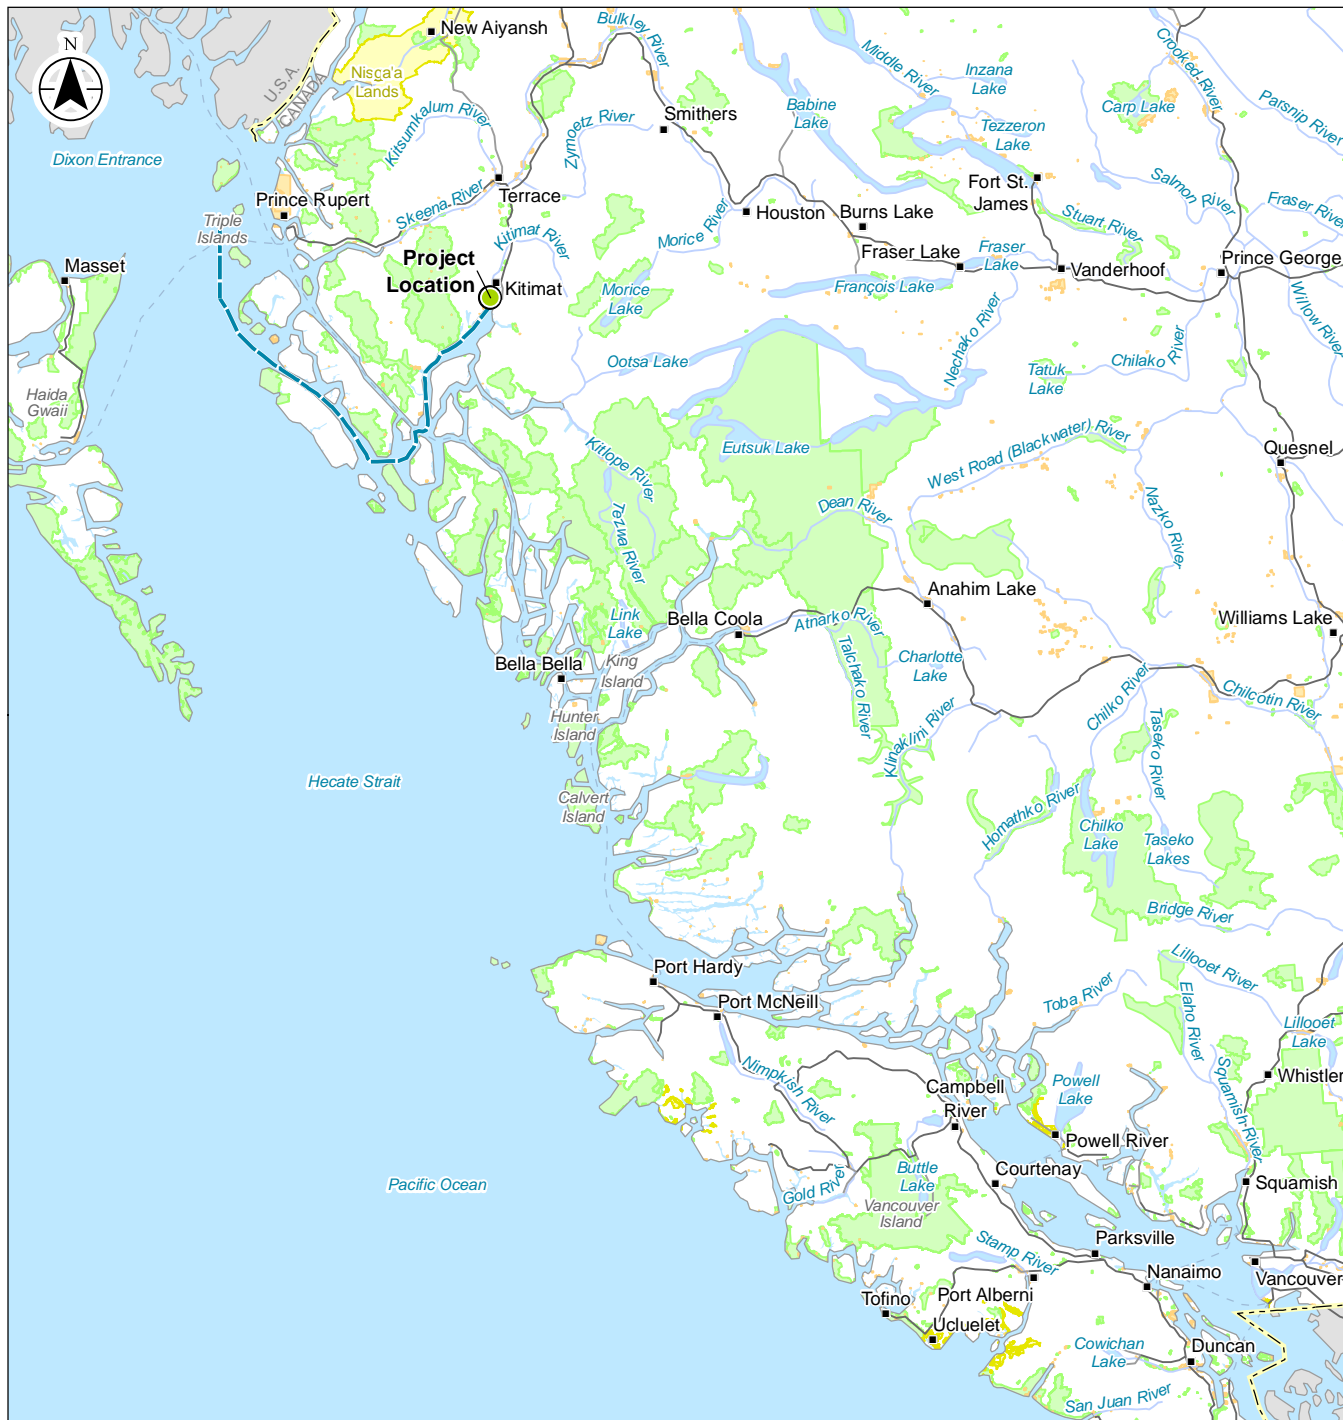 New Aiyansh
Bulkley River
Middle River
Inzana
Lake
Crooked River
Parsnip River
N
U.S.A.
CANADA
Nisga'a
Lands
Kitsumkalum River
Zymoetz River
Smithers
Babine
Lake
Carp Lake
Tezzeron
Lake
Dixon Entrance
Prince Rupert
Skeena River
Terrace
Fort St.
James
Salmon River
Fraser River
Triple
Islands
Kitimat River
Morice River
Houston
Burns Lake
Stuart River
Masset
Project
Location
Kitimat
Fraser Lake
Fraser
Lake
Vanderhoof
Prince George
Morice
Lake
François Lake
Willow River
Nechako River
Ootsa Lake
Tatuk
Lake
Chilako River
Haida
Gwaii
Eutsuk Lake
Kitlope River
West Road (Blackwater) River
Quesnel
Tezwa River
Dean River
Nazko River
Anahim Lake
Link
Lake
Bella Coola
Atnarko River
Williams Lake
Bella Bella
King
Island
Talchako River
Charlotte
Lake
Chilko River
Chilcotin River
Hunter
Island
Klinaklini River
Taseko River
Hecate Strait
Calvert
Island
Homathko River
Chilko
Lake
Taseko
Lakes
Bridge River
Port Hardy
Lillooet River
Port McNeill
Toba River
Elaho River
Lillooet
Lake
Nimpkish River
Campbell
River
Powell
Lake
Squamish River
Whistler
Powell River
Pacific Ocean
Gold River
Buttle
Lake
Courtenay
Squamish
Vancouver
Island
Stamp River
Parksville
Nanaimo
Vancouver
Tofino
Port Alberni
Ucluelet
Cowichan
Lake
Duncan
San Juan River